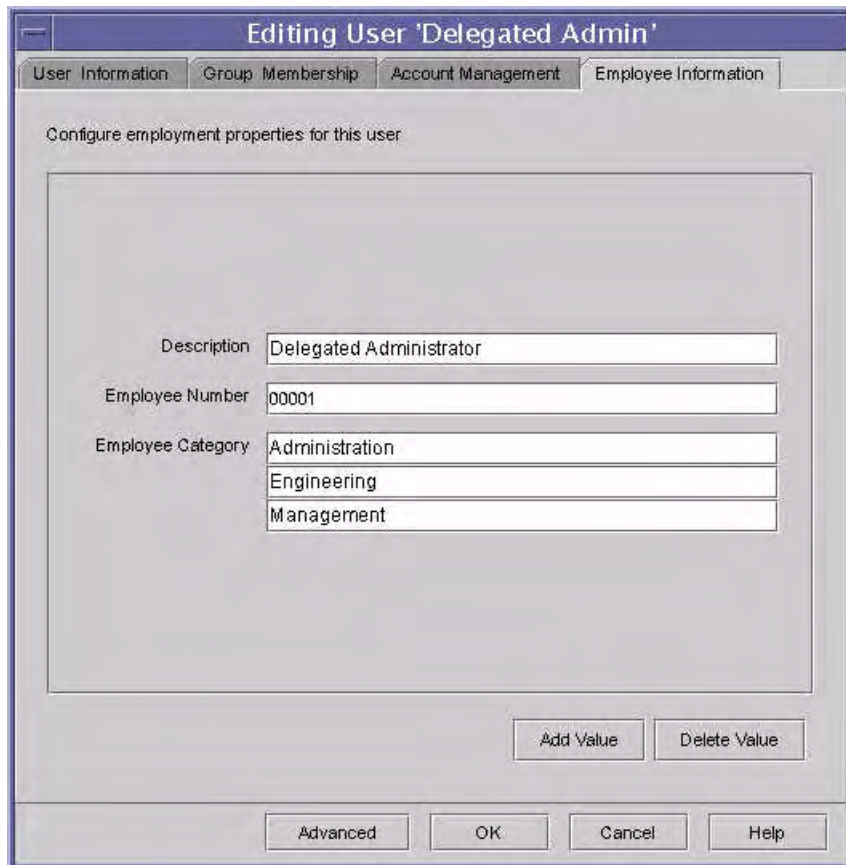 Editing User 'Delegated Admin'
User Information Group Membership Account Management Employee Information
Configure employment properties for this user
Description Delegated Administrator
Employee Number 00001
Employee Category Administration
Engineering
Management
Add Value Delete Value
Advanced OK Cancel Help